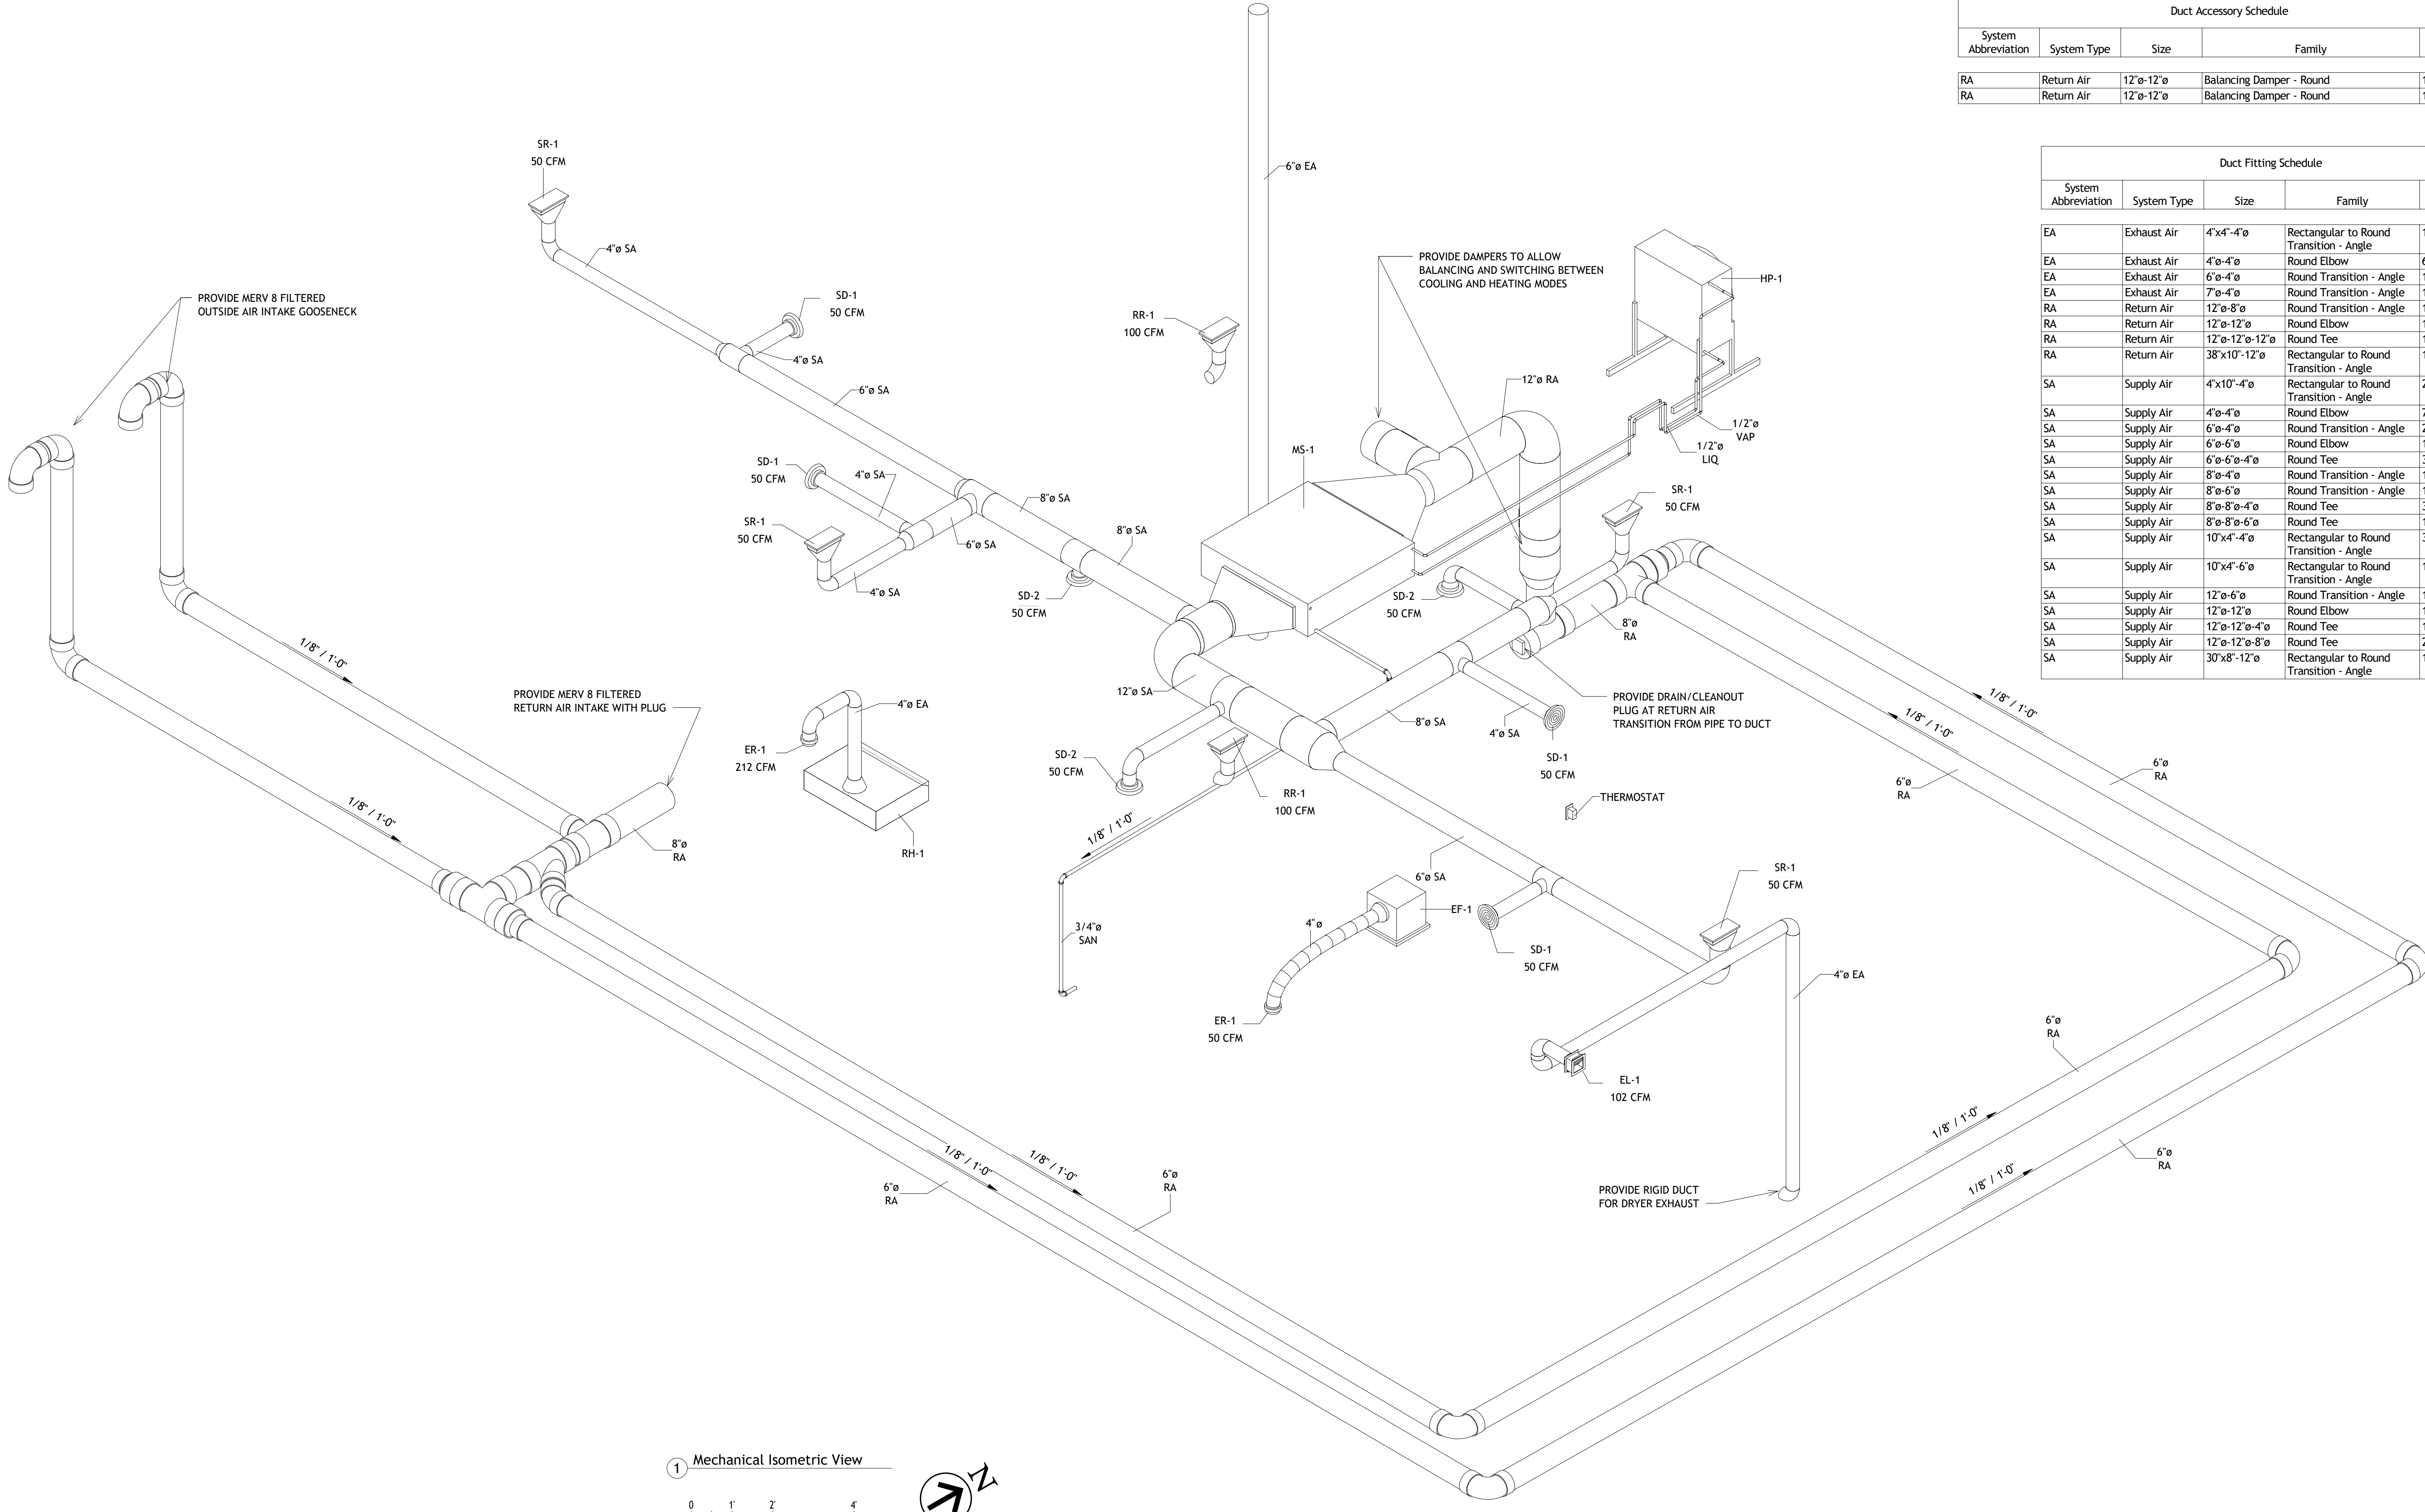 Duct Accessory Schedule
System Abbreviation System Type Size Family
RA Return Air 12"ø-12"ø Balancing Damper - Round
RA Return Air 12"ø-12"ø Balancing Damper - Round
Duct Fitting Schedule
System Abbreviation System Type Size Family
EA Exhaust Air 4"x4"-4"ø Rectangular to Round Transition - Angle
EA Exhaust Air 4"ø-4"ø Round Elbow
EA Exhaust Air 6"ø-4"ø Round Transition - Angle
EA Exhaust Air 7"ø-4"ø Round Transition - Angle
RA Return Air 12"ø-8"ø Round Transition - Angle
RA Return Air 12"ø-12"ø Round Elbow
RA Return Air 12"ø-12"ø-12"ø Round Tee
RA Return Air 38"x10"-12"ø Rectangular to Round Transition - Angle
SA Supply Air 4"x10"-4"ø Rectangular to Round Transition - Angle
SA Supply Air 4"ø-4"ø Round Elbow
SA Supply Air 6"ø-4"ø Round Transition - Angle
SA Supply Air 6"ø-6"ø Round Elbow
SA Supply Air 6"ø-6"ø-4"ø Round Tee
SA Supply Air 8"ø-4"ø Round Transition - Angle
SA Supply Air 8"ø-6"ø Round Transition - Angle
SA Supply Air 8"ø-8"ø-4"ø Round Tee
SA Supply Air 8"ø-8"ø-6"ø Round Tee
SA Supply Air 10"x4"-4"ø Rectangular to Round Transition - Angle
SA Supply Air 10"x4"-6"ø Rectangular to Round Transition - Angle
SA Supply Air 12"ø-6"ø Round Transition - Angle
SA Supply Air 12"ø-12"ø Round Elbow
SA Supply Air 12"ø-12"ø-4"ø Round Tee
SA Supply Air 12"ø-12"ø-8"ø Round Tee
SA Supply Air 30"x8"-12"ø Rectangular to Round Transition - Angle
SR-1
50 CFM
6"ø EA
4"ø SA
PROVIDE MERV 8 FILTERED
OUTSIDE AIR INTAKE GOOSENECK
SD-1
50 CFM
4"ø SA
RR-1
100 CFM
PROVIDE DAMPERS TO ALLOW
BALANCING AND SWITCHING BETWEEN
COOLING AND HEATING MODES
HP-1
6"ø SA
12"ø RA
1/2"ø
VAP
1/2"ø
LIQ
MS-1
SD-1
50 CFM
4"ø SA
8"ø SA
SR-1
50 CFM
SR-1
50 CFM
6"ø SA
8"ø SA
4"ø SA
SD-2
50 CFM
SD-2
50 CFM
8"ø
RA
1/8" / 1'-0"
PROVIDE MERV 8 FILTERED
RETURN AIR INTAKE WITH PLUG
4"ø EA
12"ø SA
8"ø SA
4"ø SA
PROVIDE DRAIN/CLEANOUT
PLUG AT RETURN AIR
TRANSITION FROM PIPE TO DUCT
1/8" / 1'-0"
1/8" / 1'-0"
ER-1
212 CFM
SD-2
50 CFM
SD-1
50 CFM
6"ø
RA
6"ø
RA
1/8" / 1'-0"
RR-1
100 CFM
THERMOSTAT
8"ø
RA
RH-1
1/8" / 1'-0"
6"ø SA
SR-1
50 CFM
EF-1
4"ø
3/4"ø
SAN
SD-1
50 CFM
4"ø EA
ER-1
50 CFM
6"ø
RA
EL-1
102 CFM
1/8" / 1'-0"
1/8" / 1'-0"
1/8" / 1'-0"
6"ø
RA
6"ø
RA
6"ø
RA
1/8" / 1'-0"
PROVIDE RIGID DUCT
FOR DRYER EXHAUST
1 Mechanical Isometric View
0 1' 2' 4'
N